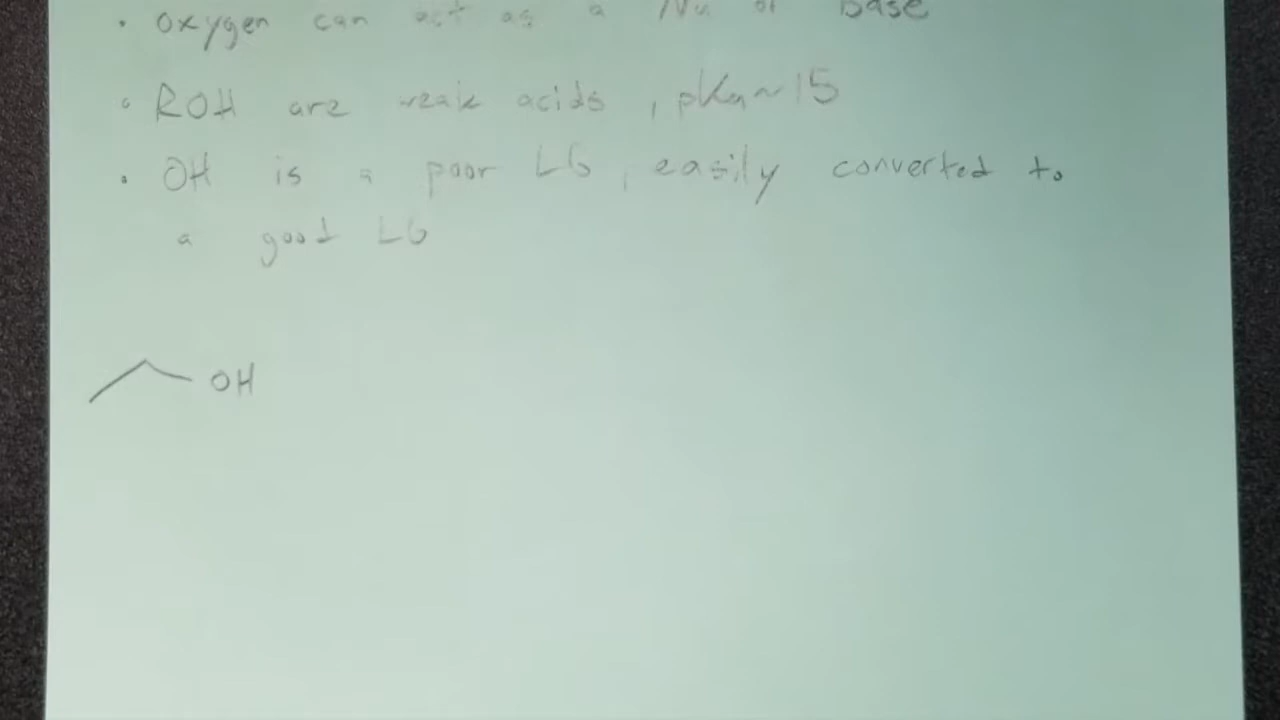 • oxygen can act as a Nu or Base
• ROH are weak acids, pKa~15
• OH is a poor LG, easily converted to
a good LG
OH